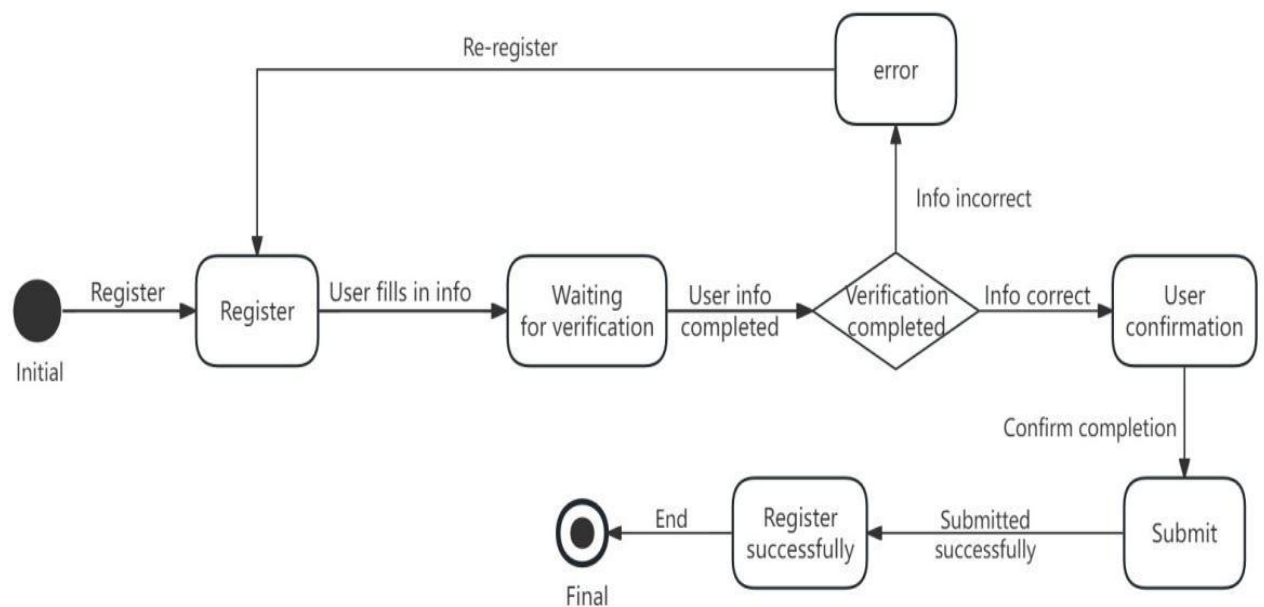 Re-register
error
Info incorrect
Register
Register
User fills in info
Waiting
for verification
User info
completed
Verification
completed
Info correct
User
confirmation
Initial
Confirm completion
End
Register
successfully
Submitted
successfully
Submit
Final